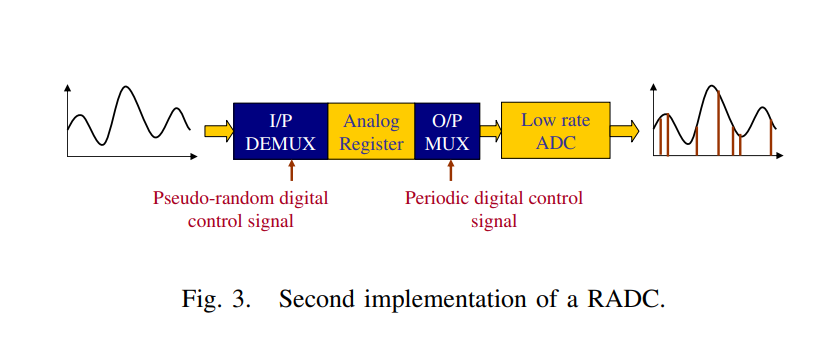 I/P
DEMUX
Analog
Register
O/P
MUX
Low rate
ADC
Pseudo-random digital
control signal
Periodic digital control
signal
Fig. 3. Second implementation of a RADC.